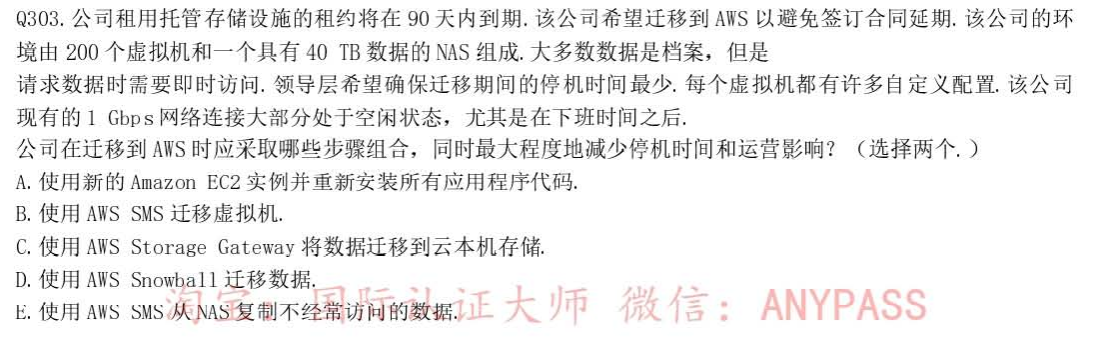 Q303. 公司租用托管存储设施的租约将在 90 天内到期. 该公司希望迁移到 AWS 以避免签订合同延期. 该公司的环
境由 200 个虚拟机和一个具有 40 TB 数据的 NAS 组成. 大多数数据是档案，但是
请求数据时需要即时访问. 领导层希望确保迁移期间的停机时间最少. 每个虚拟机都有许多自定义配置. 该公司
现有的 1 Gbps 网络连接大部分处于空闲状态，尤其是在下班时间之后.
公司在迁移到 AWS 时应采取哪些步骤组合，同时最大程度地减少停机时间和运营影响？（选择两个. ）
A. 使用新的 Amazon EC2 实例并重新安装所有应用程序代码.
B. 使用 AWS SMS 迁移虚拟机.
C. 使用 AWS Storage Gateway 将数据迁移到云本机存储.
D. 使用 AWS Snowball 迁移数据.
E. 使用 AWS SMS 从 NAS 复制不经常访问的数据.
淘宝：国际认证大师 微信：ANYPASS